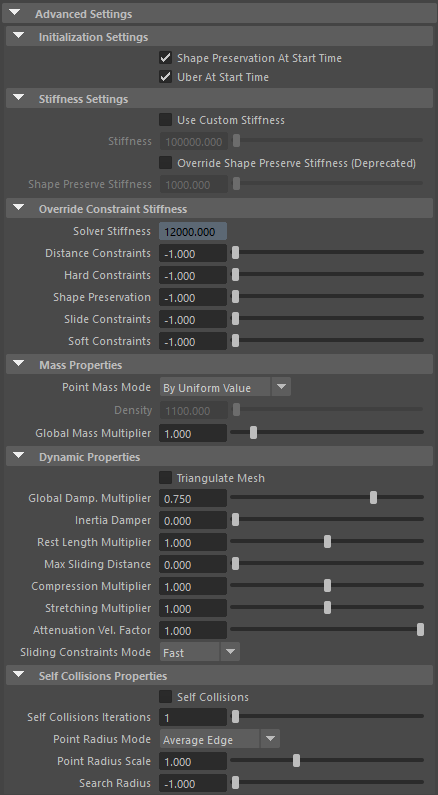 Advanced Settings
Initialization Settings
Shape Preservation At Start Time
Uber At Start Time
Stiffness Settings
Use Custom Stiffness
Stiffness 100000.000
Override Shape Preserve Stiffness (Deprecated)
Shape Preserve Stiffness 1000.000
Override Constraint Stiffness
Solver Stiffness 12000.000
Distance Constraints -1.000
Hard Constraints -1.000
Shape Preservation -1.000
Slide Constraints -1.000
Soft Constraints -1.000
Mass Properties
Point Mass Mode By Uniform Value
Density 1100.000
Global Mass Multiplier 1.000
Dynamic Properties
Triangulate Mesh
Global Damp. Multiplier 0.750
Inertia Damper 0.000
Rest Length Multiplier 1.000
Max Sliding Distance 0.000
Compression Multiplier 1.000
Stretching Multiplier 1.000
Attenuation Vel. Factor 1.000
Sliding Constraints Mode Fast
Self Collisions Properties
Self Collisions
Self Collisions Iterations 1
Point Radius Mode Average Edge
Point Radius Scale 1.000
Search Radius -1.000